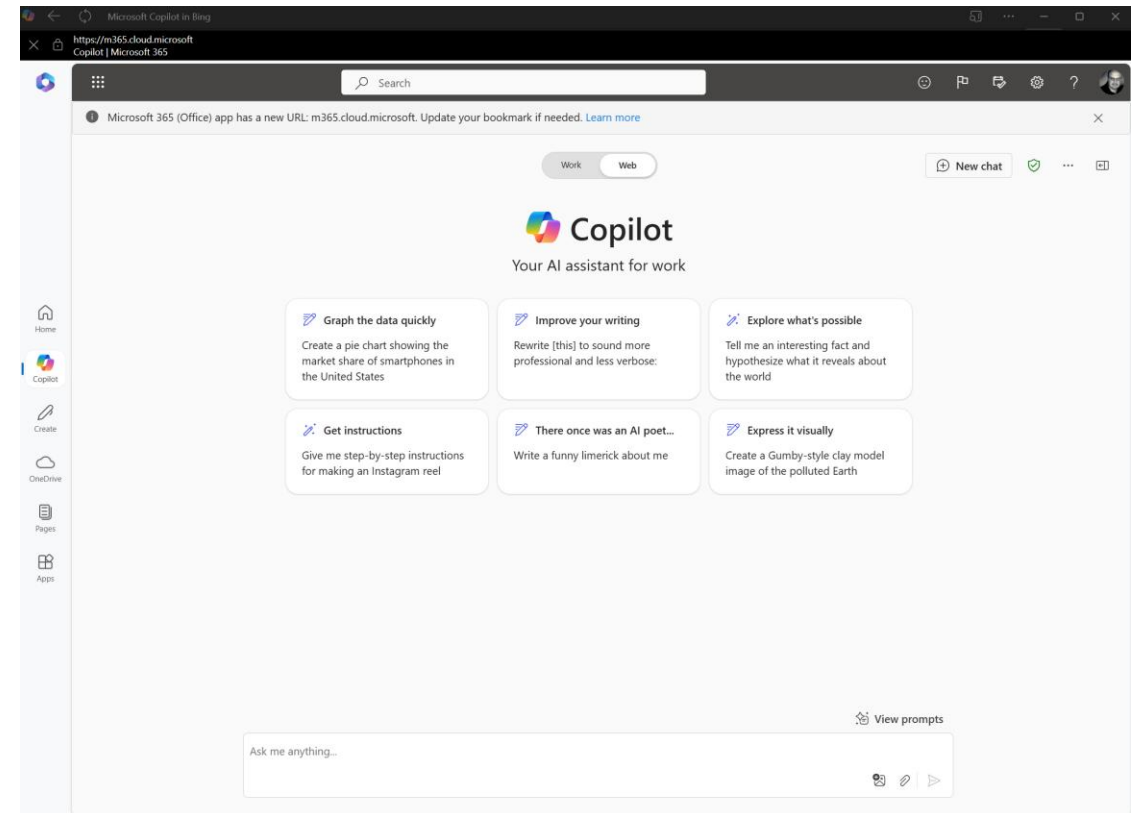 Microsoft Copilot in Bing
https://m365.cloud.microsoft
Copilot | Microsoft 365
Search
Microsoft 365 (Office) app has a new URL: m365.cloud.microsoft. Update your bookmark if needed. Learn more
Work Web
New chat
Copilot
Your AI assistant for work
Home
Copilot
Create
OneDrive
Pages
Apps
Graph the data quickly
Create a pie chart showing the
market share of smartphones in
the United States
Improve your writing
Rewrite [this] to sound more
professional and less verbose:
Explore what's possible
Tell me an interesting fact and
hypothesize what it reveals about
the world
Get instructions
Give me step-by-step instructions
for making an Instagram reel
There once was an AI poet...
Write a funny limerick about me
Express it visually
Create a Gumby-style clay model
image of the polluted Earth
View prompts
Ask me anything...